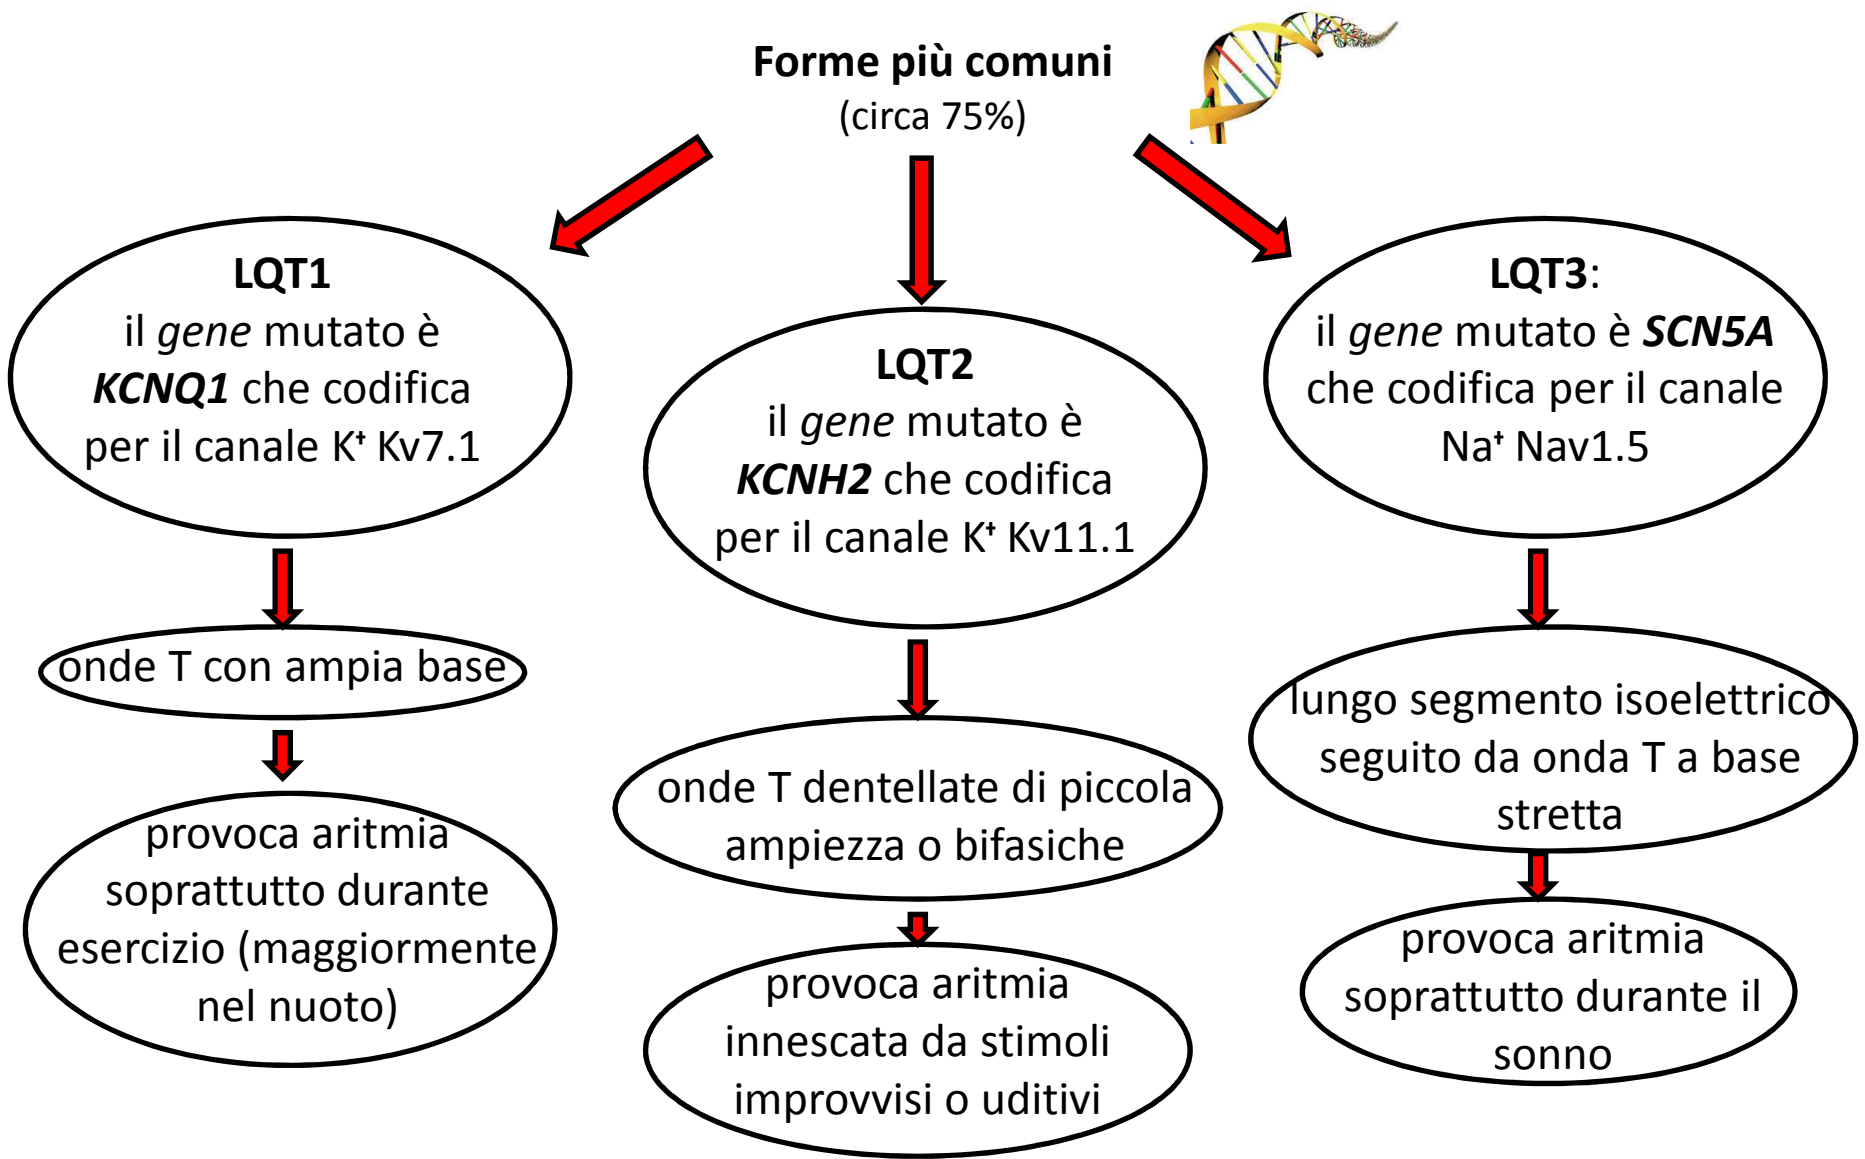 Forme più comuni
(circa 75%)
LQT1
il gene mutato è
KCNQ1 che codifica
per il canale K⁺ Kv7.1
onde T con ampia base
provoca aritmia
soprattutto durante
esercizio (maggiormente
nel nuoto)
LQT2
il gene mutato è
KCNH2 che codifica
per il canale K⁺ Kv11.1
onde T dentellate di piccola
ampiezza o bifasiche
provoca aritmia
innescata da stimoli
improvvisi o uditivi
LQT3:
il gene mutato è SCN5A
che codifica per il canale
Na⁺ Nav1.5
lungo segmento isoelettrico
seguito da onda T a base
stretta
provoca aritmia
soprattutto durante il
sonno